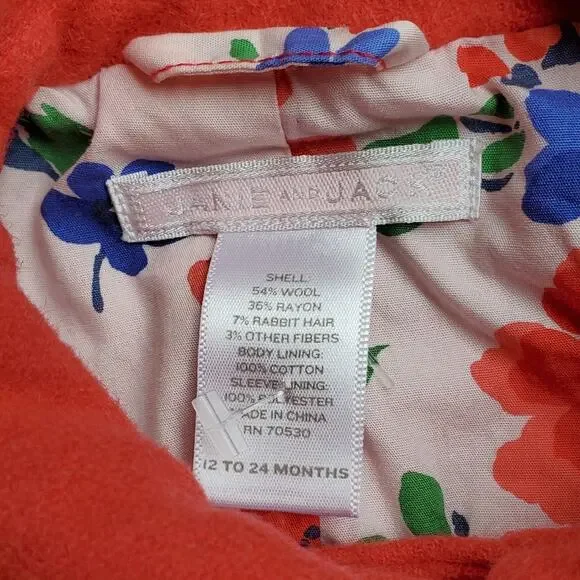 JANIE AND JACK
SHELL:
54% WOOL
36% RAYON
7% RABBIT HAIR
3% OTHER FIBERS
BODY LINING:
100% COTTON
SLEEVE LINING:
100% POLYESTER
MADE IN CHINA
RN 70530
12 TO 24 MONTHS